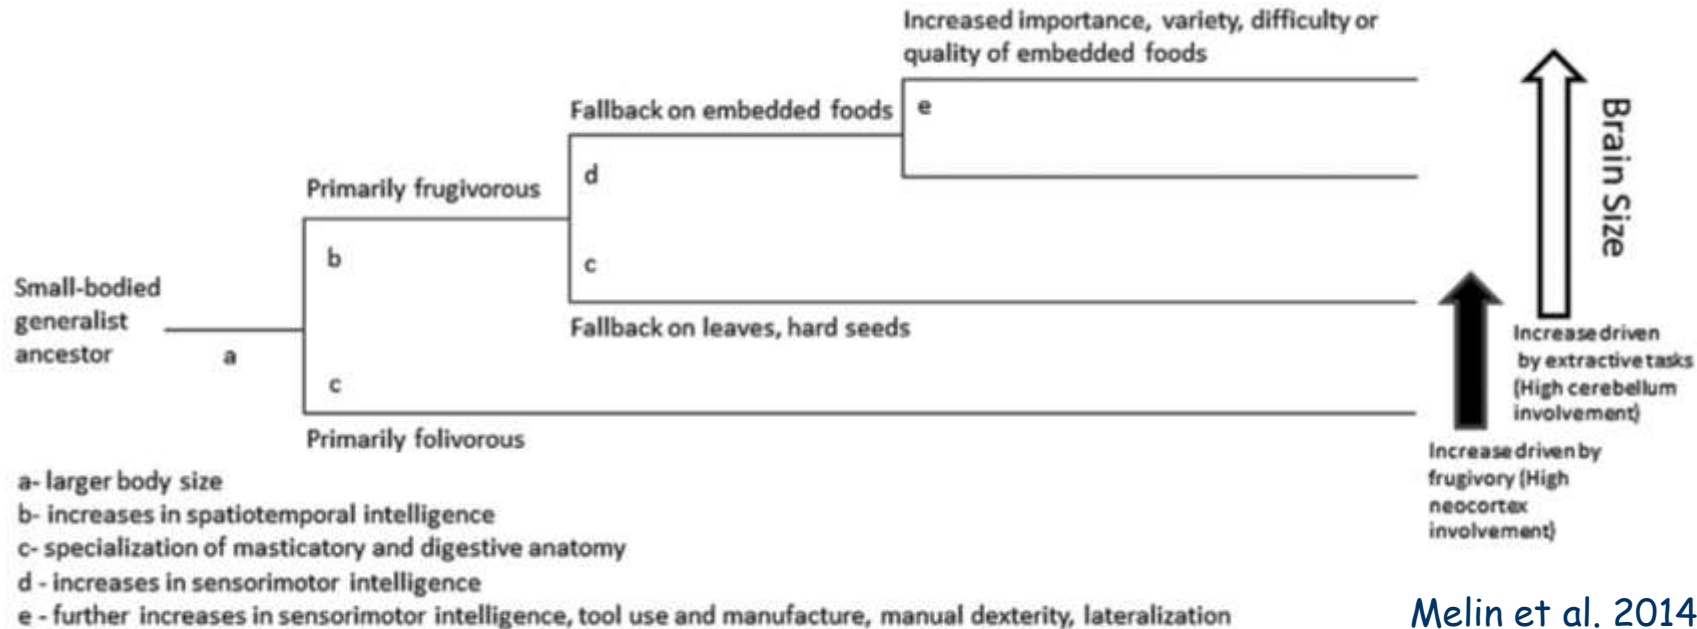 Increased importance, variety, difficulty or
quality of embedded foods
Fallback on embedded foods
e
Primarily frugivorous
d
b
c
Small-bodied
generalist
ancestor
a
Fallback on leaves, hard seeds
c
Primarily folivorous
Brain Size
Increase driven
by extractive tasks
(High cerebellum
involvement)
Increase driven by
frugivory (High
neocortex
involvement)
a- larger body size
b- increases in spatiotemporal intelligence
c- specialization of masticatory and digestive anatomy
d - increases in sensorimotor intelligence
e - further increases in sensorimotor intelligence, tool use and manufacture, manual dexterity, lateralization
Melin et al. 2014